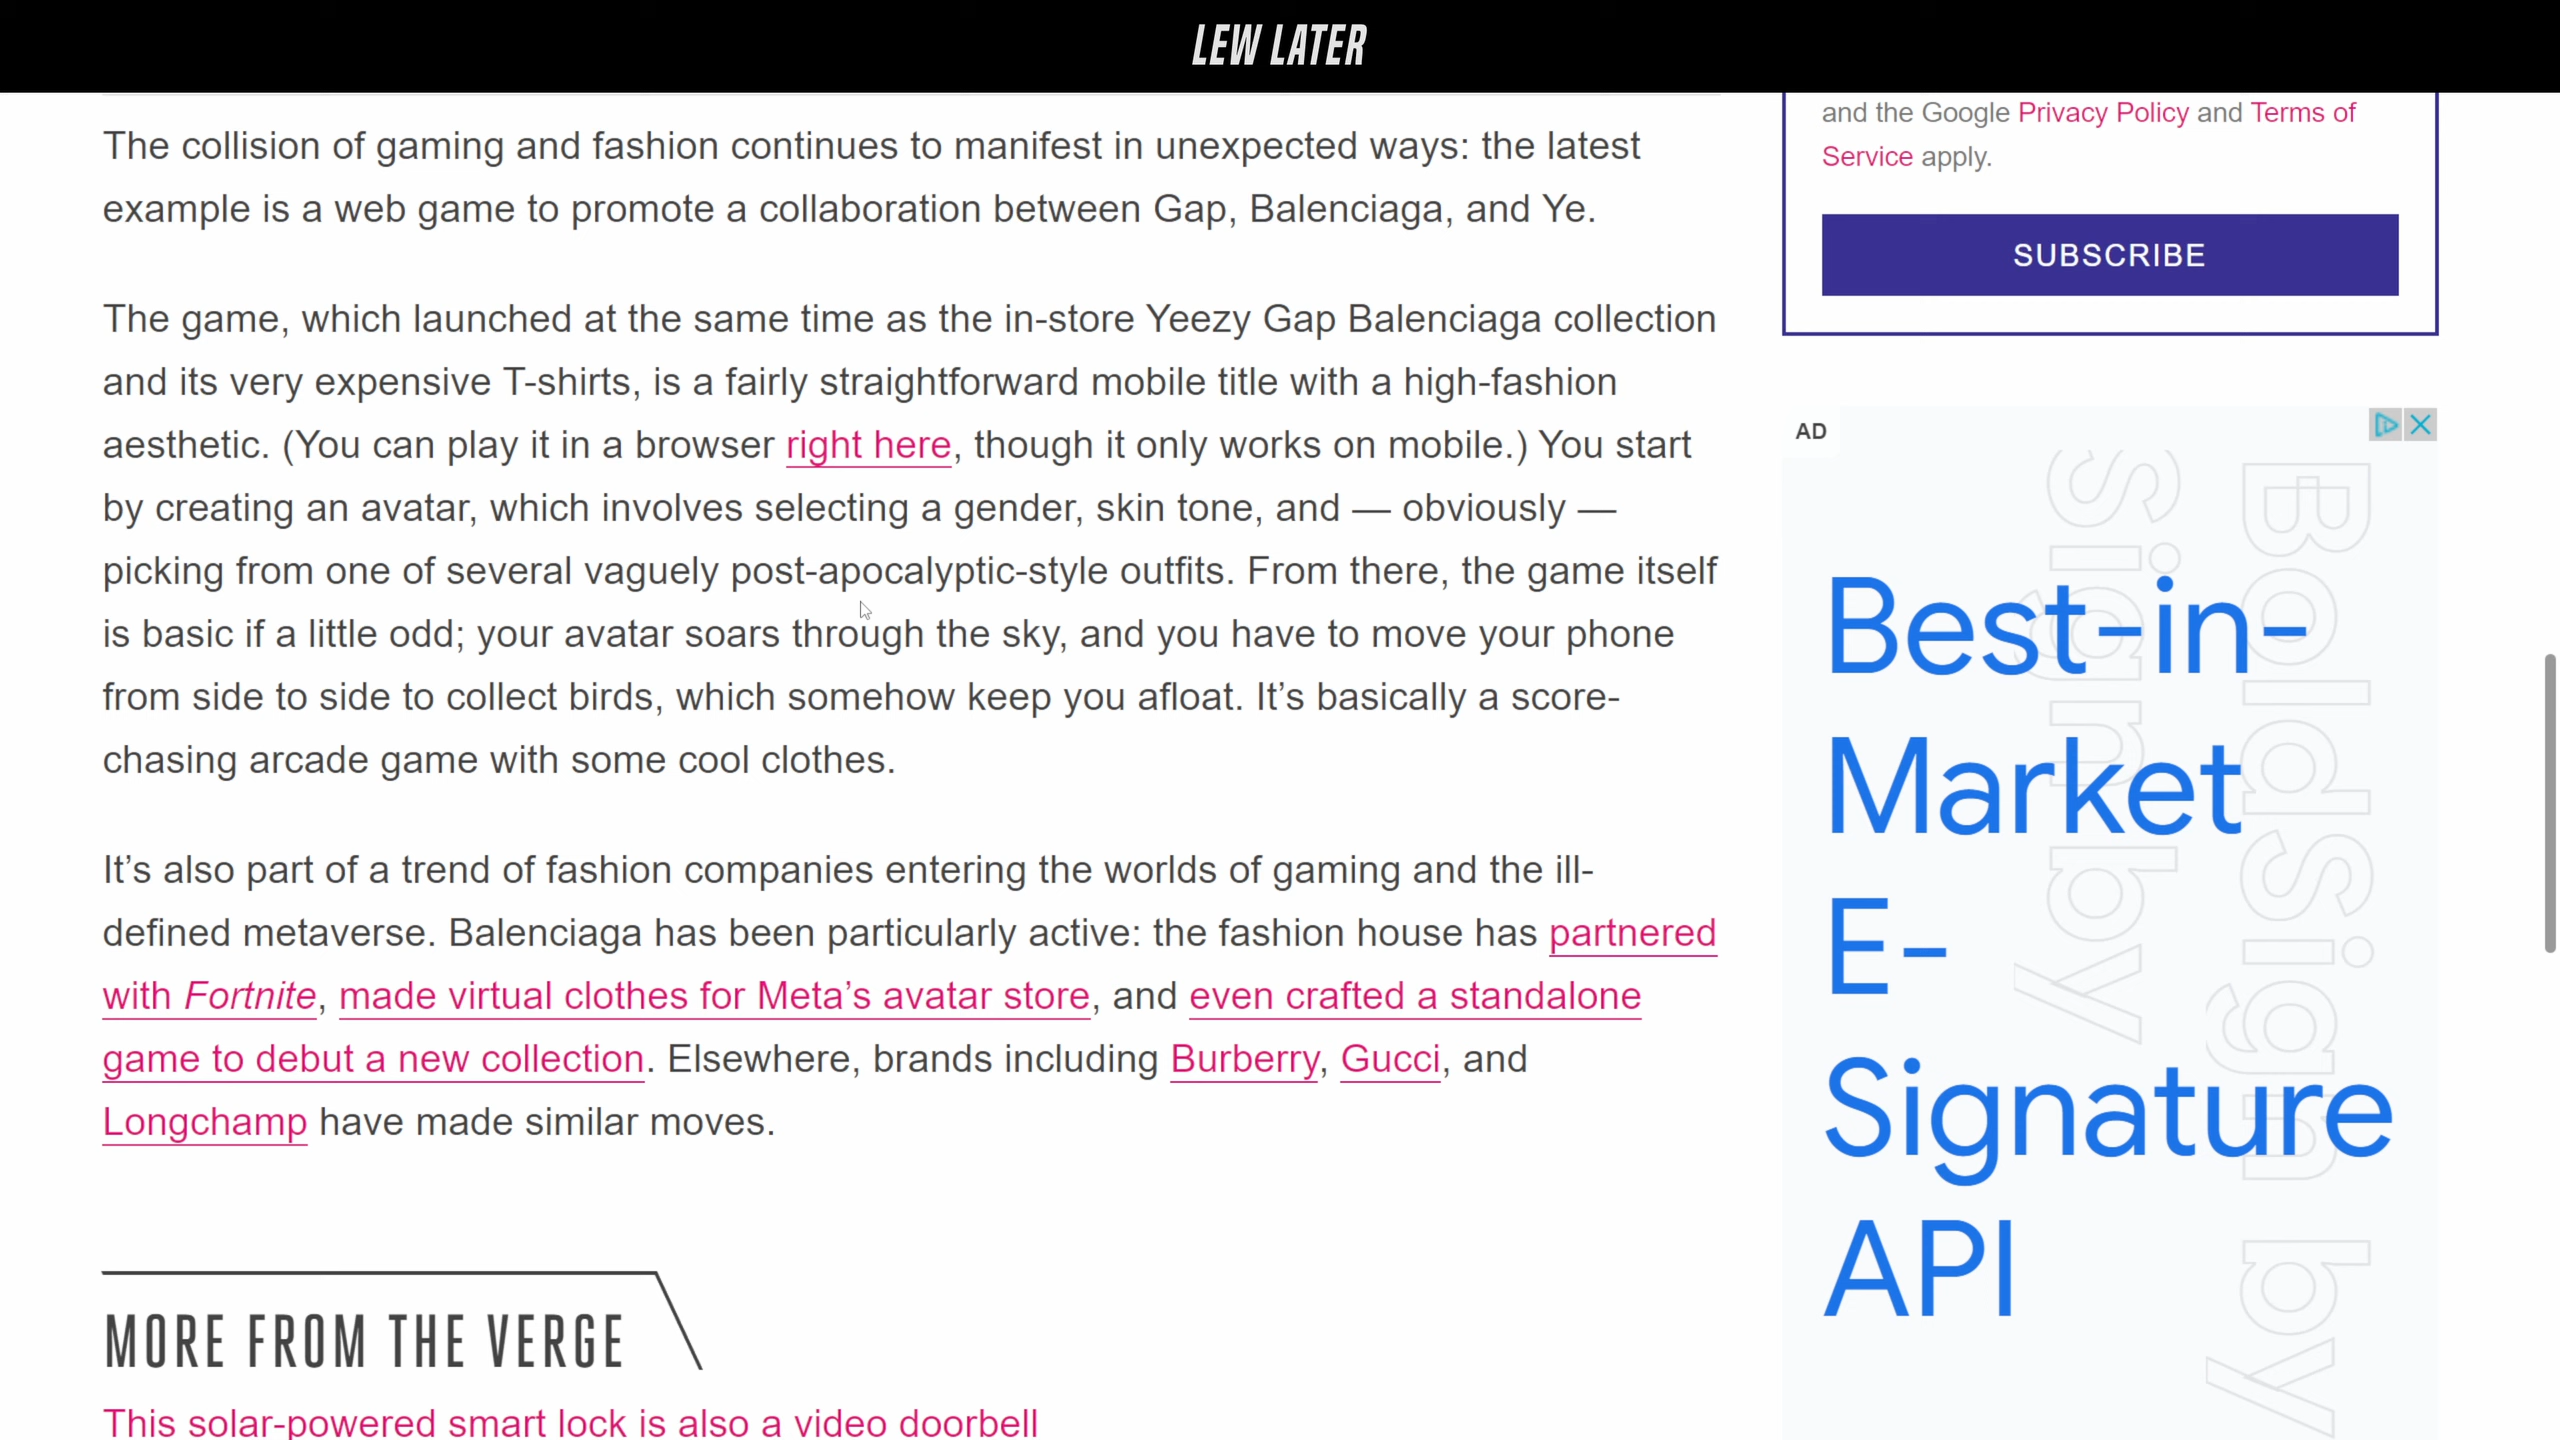 LEW LATER
The collision of gaming and fashion continues to manifest in unexpected ways: the latest
example is a web game to promote a collaboration between Gap, Balenciaga, and Ye.
The game, which launched at the same time as the in-store Yeezy Gap Balenciaga collection
and its very expensive T-shirts, is a fairly straightforward mobile title with a high-fashion
aesthetic. (You can play it in a browser right here, though it only works on mobile.) You start
by creating an avatar, which involves selecting a gender, skin tone, and — obviously —
picking from one of several vaguely post-apocalyptic-style outfits. From there, the game itself
is basic if a little odd; your avatar soars through the sky, and you have to move your phone
from side to side to collect birds, which somehow keep you afloat. It’s basically a score-
chasing arcade game with some cool clothes.
It’s also part of a trend of fashion companies entering the worlds of gaming and the ill-
defined metaverse. Balenciaga has been particularly active: the fashion house has partnered
with Fortnite, made virtual clothes for Meta’s avatar store, and even crafted a standalone
game to debut a new collection. Elsewhere, brands including Burberry, Gucci, and
Longchamp have made similar moves.
MORE FROM THE VERGE
This solar-powered smart lock is also a video doorbell
and the Google Privacy Policy and Terms of
Service apply.
SUBSCRIBE
AD
Best-in-
Market
E-
Signature
API
BoldSign by
Sign by